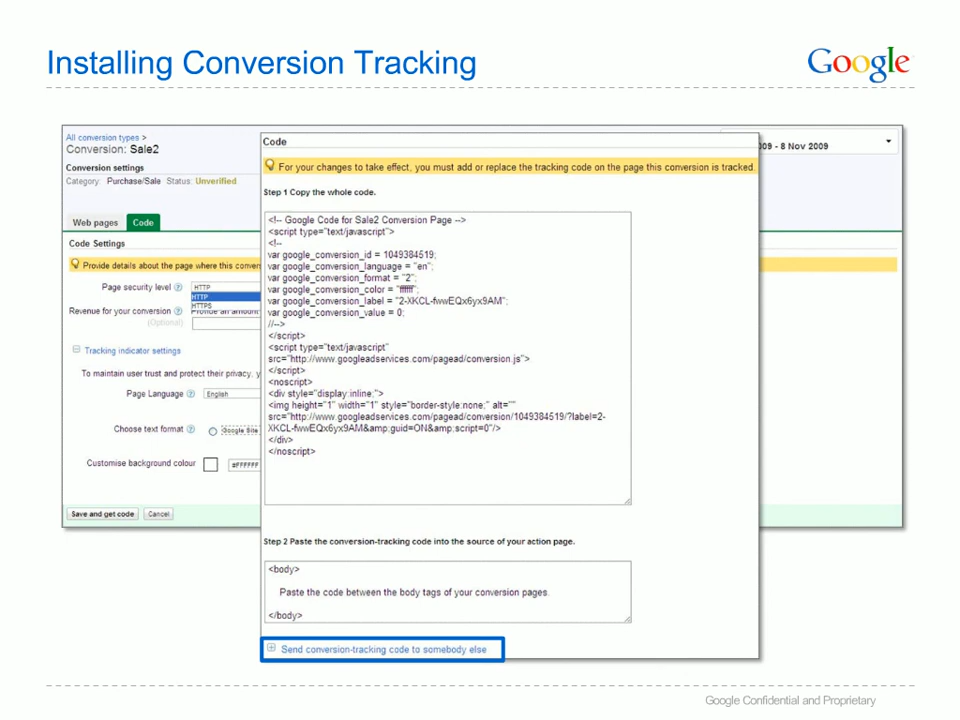 Installing Conversion Tracking
Google
All conversion types >
Conversion: Sale2
Conversion settings
Category: Purchase/Sale Status: Unverified
009 - 8 Nov 2009
Web pages Code
Code Settings
Provide details about the page where this conver
Page security level HTTP
HTTP
HTTPS
Revenue for your conversion Provide an amount
(Optional)
Tracking indicator settings
To maintain user trust and protect their privacy, y
Page Language English
Choose text format Google Site
Customise background colour #FFFFFF
Save and get code Cancel
Code
For your changes to take effect, you must add or replace the tracking code on the page this conversion is tracked.
Step 1 Copy the whole code.
<!-- Google Code for Sale2 Conversion Page -->
<script type="text/javascript">
<!--
var google_conversion_id = 1049384519;
var google_conversion_language = "en";
var google_conversion_format = "2";
var google_conversion_color = "ffffff";
var google_conversion_label = "2-XKCL-fwwEQx6yx9AM";
var google_conversion_value = 0;
//-->
</script>
<script type="text/javascript"
src="http://www.googleadservices.com/pagead/conversion.js">
</script>
<noscript>
<div style="display:inline;">
<img height="1" width="1" style="border-style:none;" alt=""
src="http://www.googleadservices.com/pagead/conversion/1049384519/?label=2-
XKCL-fwwEQx6yx9AM&amp;guid=ON&amp;script=0"/>
</div>
</noscript>
Step 2 Paste the conversion-tracking code into the source of your action page.
<body>
Paste the code between the body tags of your conversion pages.
</body>
Send conversion-tracking code to somebody else
Google Confidential and Proprietary